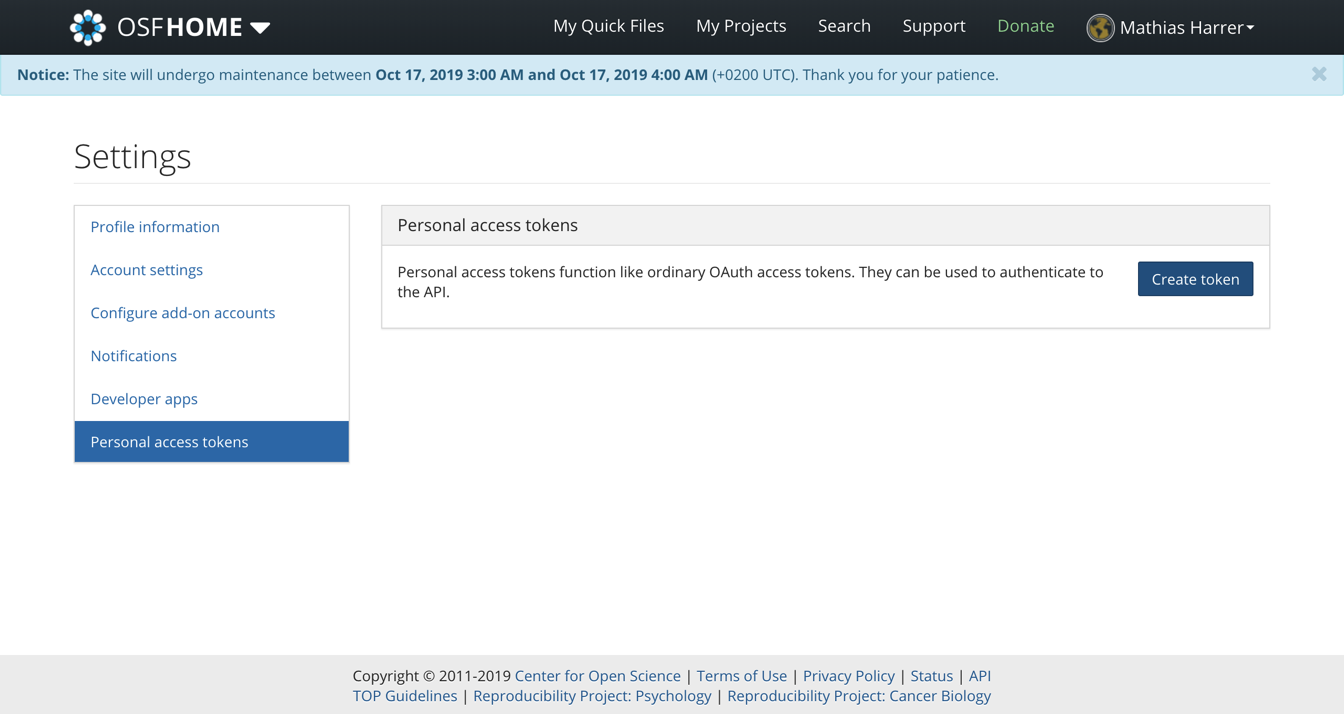 OSFHOME My Quick Files My Projects Search Support Donate Mathias Harrer
Notice: The site will undergo maintenance between Oct 17, 2019 3:00 AM and Oct 17, 2019 4:00 AM (+0200 UTC). Thank you for your patience.
Settings
Profile information
Account settings
Configure add-on accounts
Notifications
Developer apps
Personal access tokens
Personal access tokens
Personal access tokens function like ordinary OAuth access tokens. They can be used to authenticate to
the API.
Create token
Copyright © 2011-2019 Center for Open Science | Terms of Use | Privacy Policy | Status | API
TOP Guidelines | Reproducibility Project: Psychology | Reproducibility Project: Cancer Biology